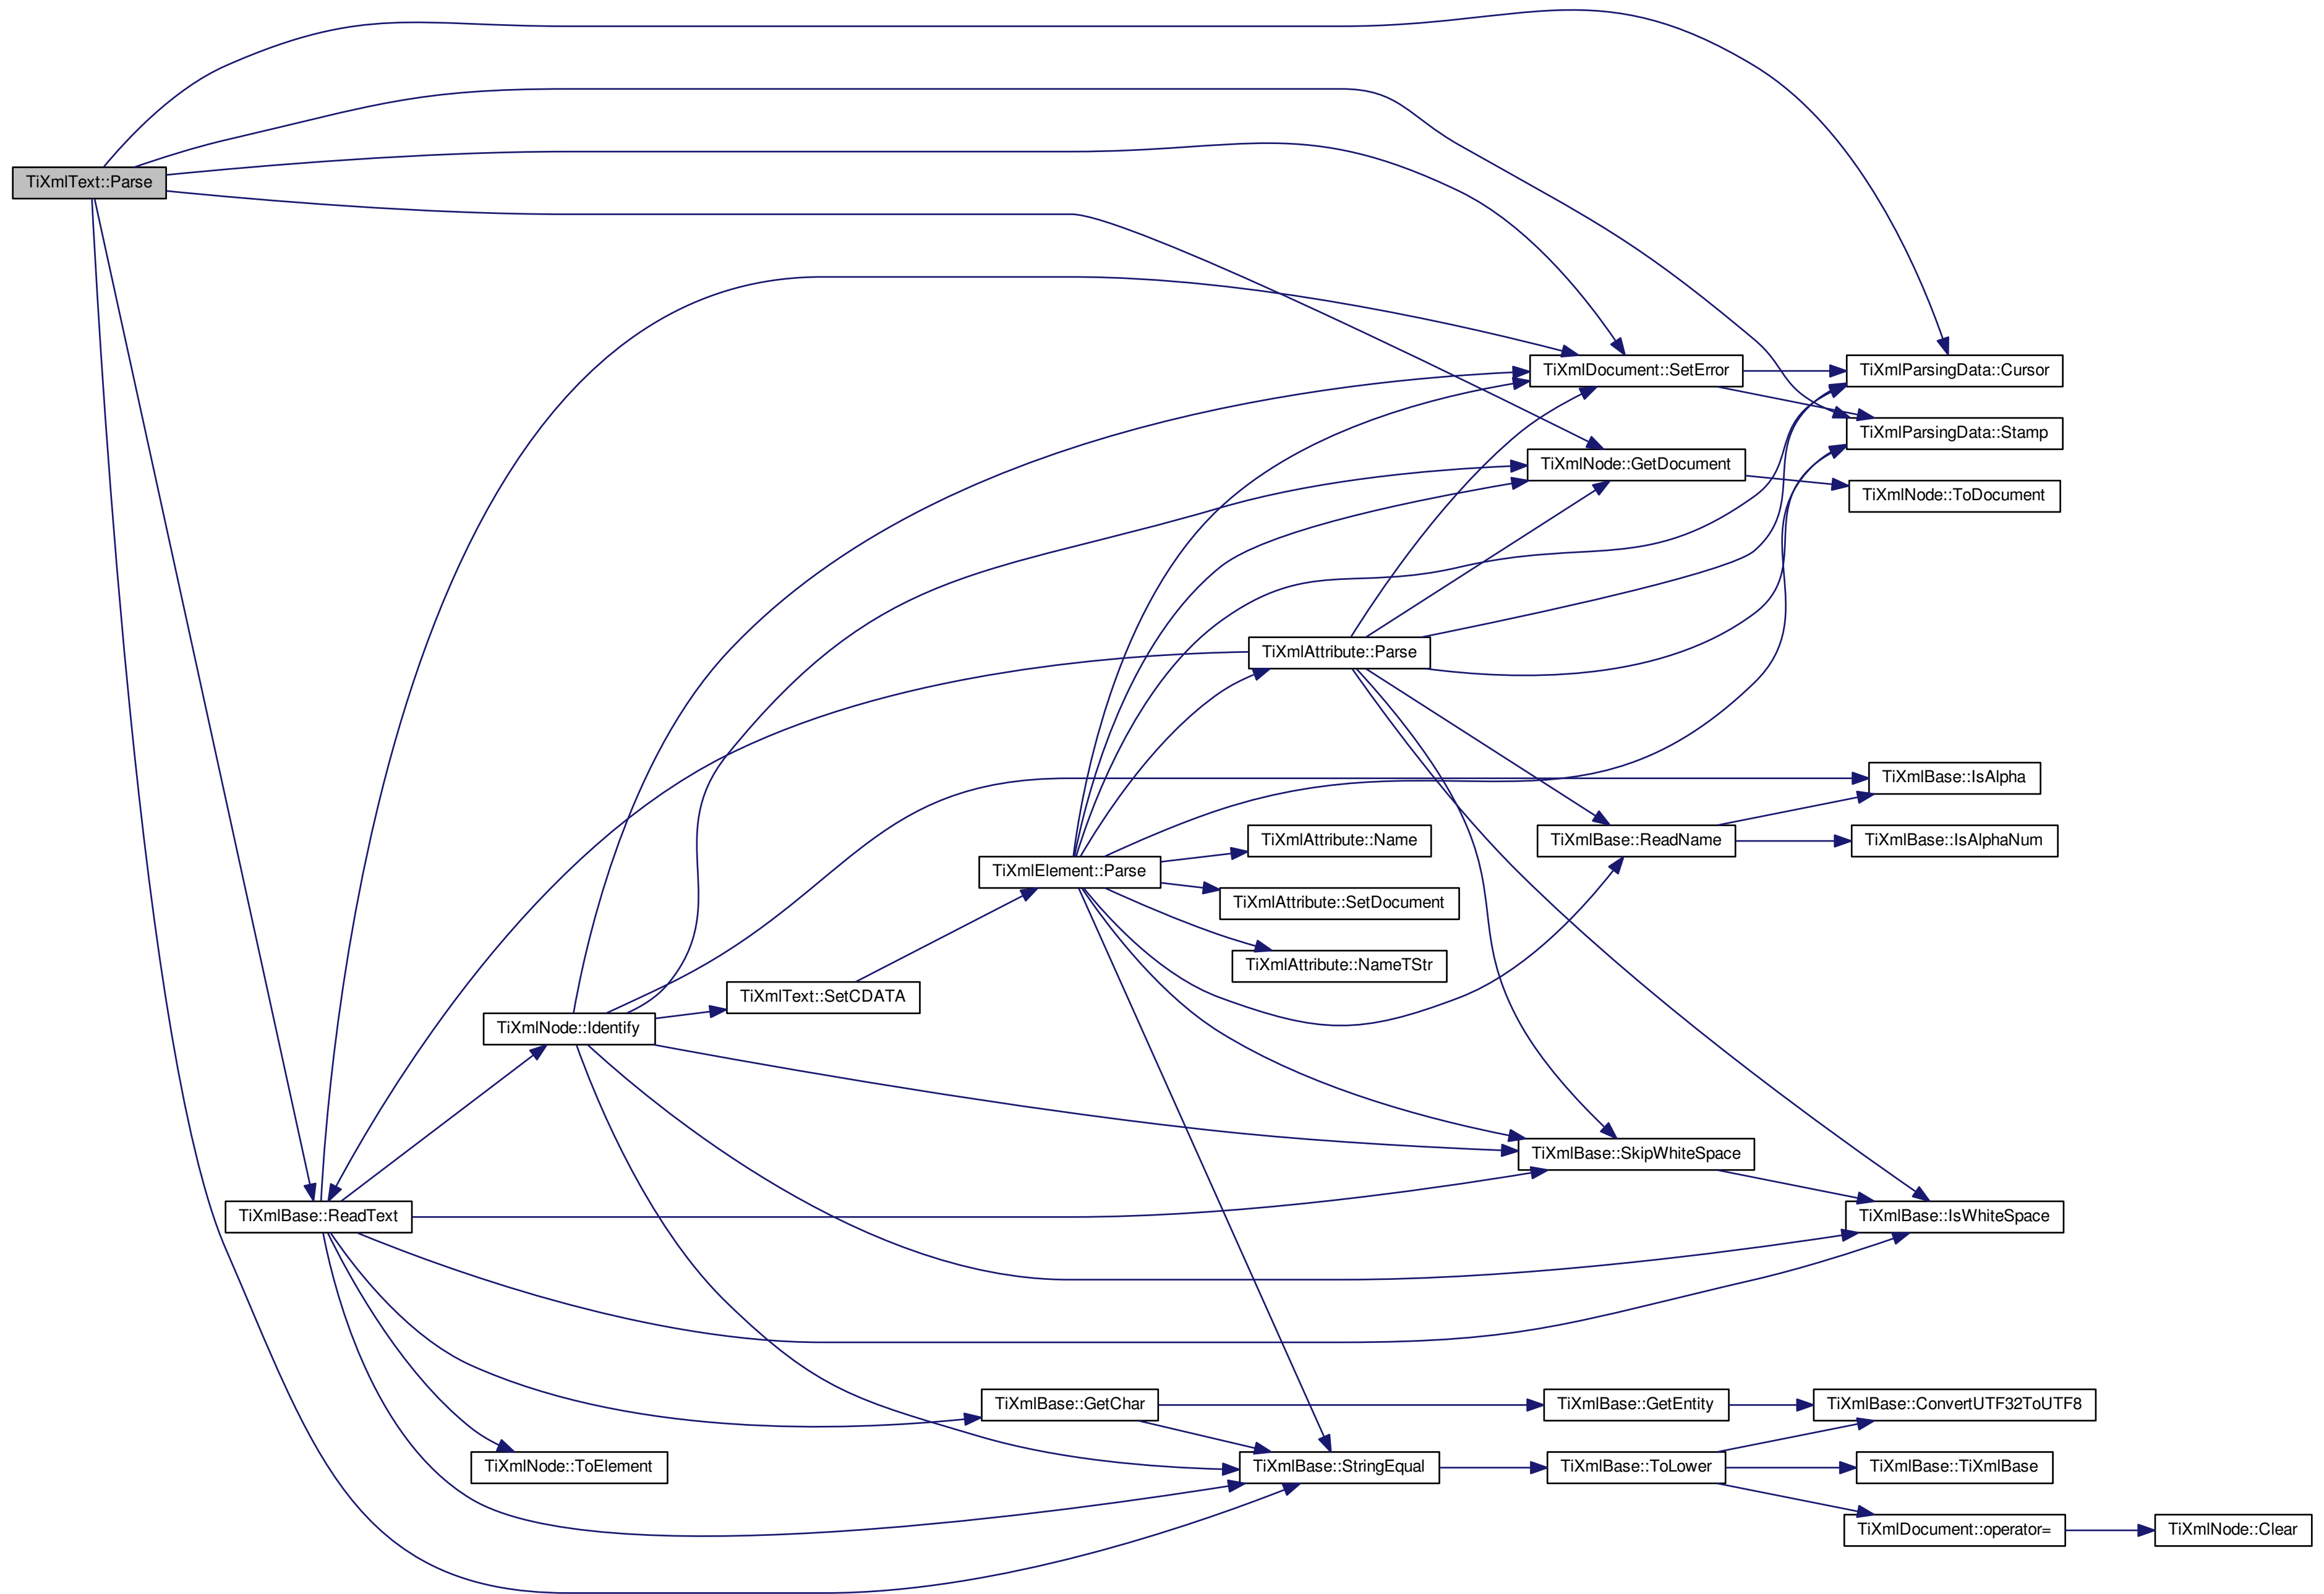 TiXmlText::Parse
TiXmlDocument::SetError
TiXmlParsingData::Cursor
TiXmlParsingData::Stamp
TiXmlNode::GetDocument
TiXmlNode::ToDocument
TiXmlAttribute::Parse
TiXmlBase::IsAlpha
TiXmlAttribute::Name
TiXmlBase::ReadName
TiXmlBase::IsAlphaNum
TiXmlElement::Parse
TiXmlAttribute::SetDocument
TiXmlAttribute::NameTStr
TiXmlText::SetCDATA
TiXmlNode::Identify
TiXmlBase::SkipWhiteSpace
TiXmlBase::ReadText
TiXmlBase::IsWhiteSpace
TiXmlBase::GetChar
TiXmlBase::GetEntity
TiXmlBase::ConvertUTF32ToUTF8
TiXmlNode::ToElement
TiXmlBase::StringEqual
TiXmlBase::ToLower
TiXmlBase::TiXmlBase
TiXmlDocument::operator=
TiXmlNode::Clear